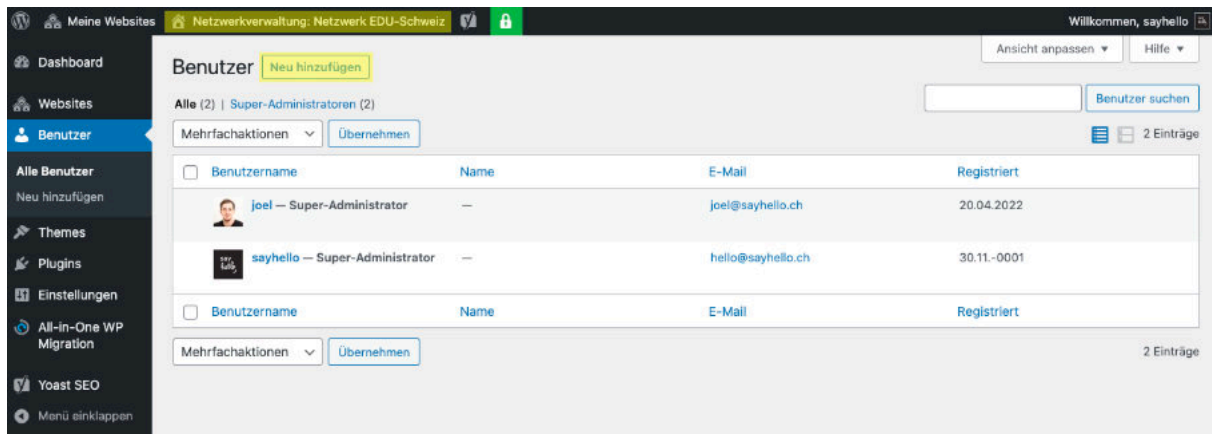 Meine Websites Netzwerkverwaltung: Netzwerk EDU-Schweiz Willkommen, sayhello
Dashboard
Websites
Benutzer
Alle Benutzer
Neu hinzufügen
Themes
Plugins
Einstellungen
All-in-One WP
Migration
Yoast SEO
Menü einklappen
Ansicht anpassen Hilfe
Benutzer Neu hinzufügen
Alle (2) | Super-Administratoren (2)
Benutzer suchen
Mehrfachaktionen Übernehmen 2 Einträge
Benutzername Name E-Mail Registriert
joel — Super-Administrator — joel@sayhello.ch 20.04.2022
say hello
sayhello — Super-Administrator — hello@sayhello.ch 30.11.-0001
Benutzername Name E-Mail Registriert
Mehrfachaktionen Übernehmen 2 Einträge